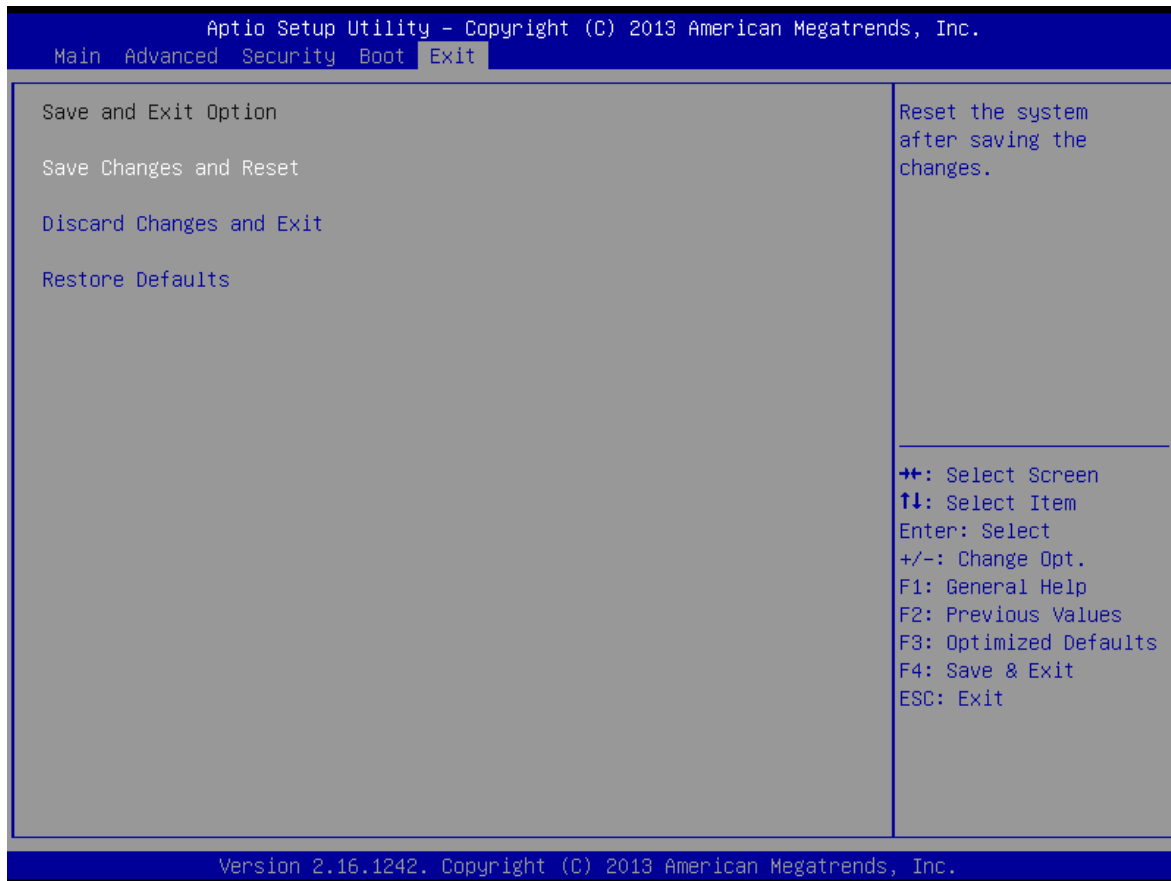 Aptio Setup Utility – Copyright (C) 2013 American Megatrends, Inc.
Main Advanced Security Boot Exit
Save and Exit Option
Save Changes and Reset
Discard Changes and Exit
Restore Defaults
Reset the system
after saving the
changes.
→←: Select Screen
↑↓: Select Item
Enter: Select
+/-: Change Opt.
F1: General Help
F2: Previous Values
F3: Optimized Defaults
F4: Save & Exit
ESC: Exit
Version 2.16.1242. Copyright (C) 2013 American Megatrends, Inc.